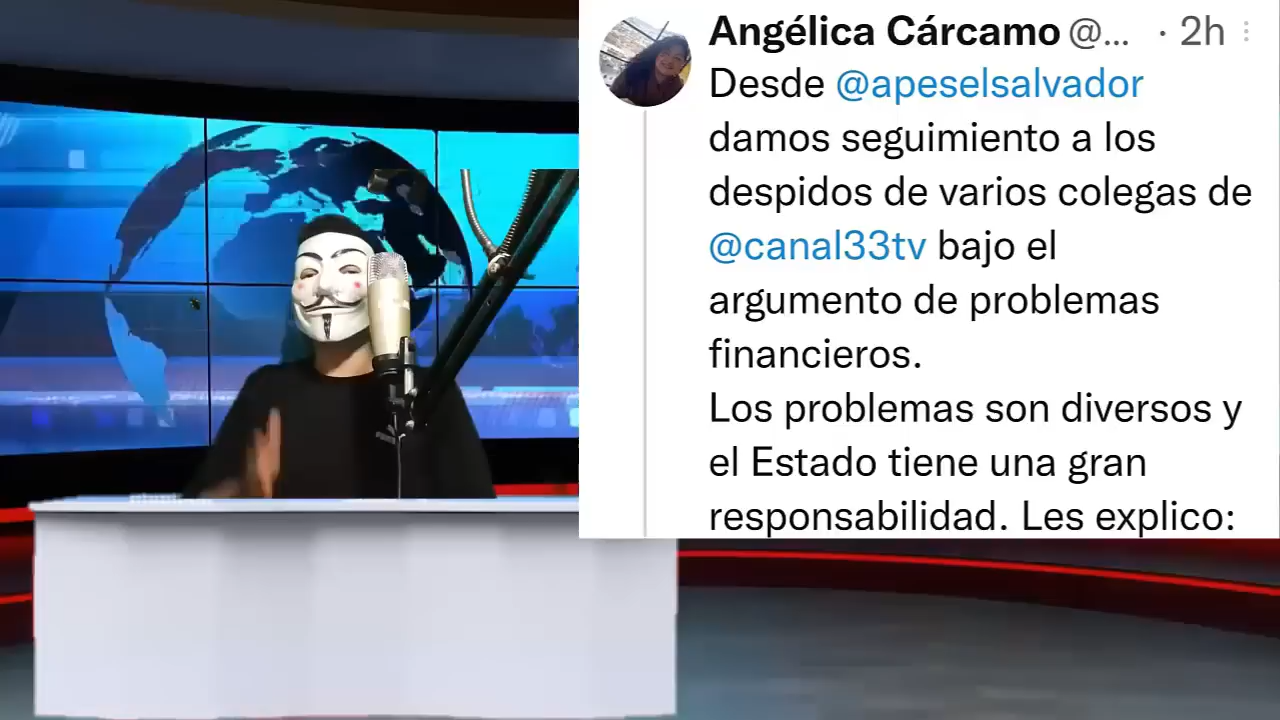 Angélica Cárcamo @... · 2h
Desde @apeselsalvador
damos seguimiento a los
despidos de varios colegas de
@canal33tv bajo el
argumento de problemas
financieros.
Los problemas son diversos y
el Estado tiene una gran
responsabilidad. Les explico: